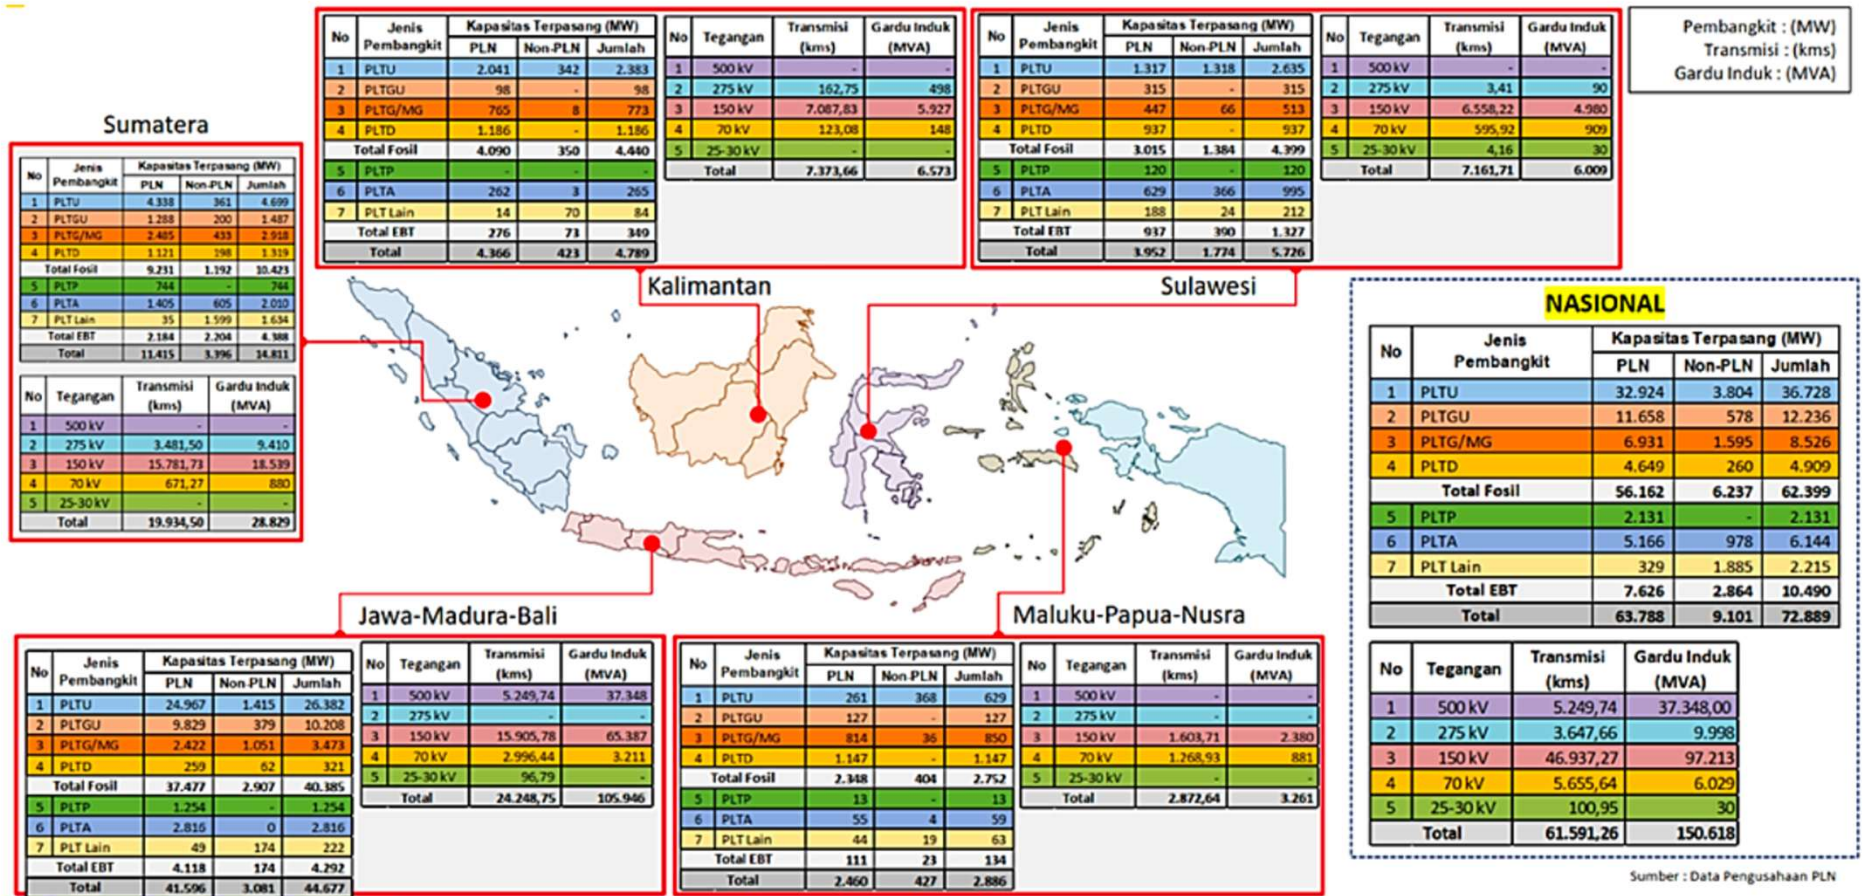 Pembangkit : (MW)
Transmisi : (kms)
Gardu Induk : (MVA)
Sumatera
No Jenis Pembangkit Kapasitas Terpasang (MW)
PLN Non-PLN Jumlah
1 PLTU 4.338 361 4.699
2 PLTGU 1.288 200 1.487
3 PLTG/MG 2.485 433 2.918
4 PLTD 1.121 198 1.319
Total Fosil 9.231 1.192 10.423
5 PLTP 744 - 744
6 PLTA 1.405 605 2.010
7 PLT Lain 35 1.599 1.634
Total EBT 2.184 2.204 4.388
Total 11.415 3.396 14.811
No Tegangan Transmisi (kms) Gardu Induk (MVA)
1 500 kV - -
2 275 kV 3.481,50 9.410
3 150 kV 15.781,73 18.539
4 70 kV 671,27 880
5 25-30 kV - -
Total 19.934,50 28.829
No Jenis Pembangkit Kapasitas Terpasang (MW)
PLN Non-PLN Jumlah
1 PLTU 2.041 342 2.383
2 PLTGU 98 - 98
3 PLTG/MG 765 8 773
4 PLTD 1.186 - 1.186
Total Fosil 4.090 350 4.440
5 PLTP - - -
6 PLTA 262 3 265
7 PLT Lain 14 70 84
Total EBT 276 73 349
Total 4.366 423 4.789
No Tegangan Transmisi (kms) Gardu Induk (MVA)
1 500 kV - -
2 275 kV 162,75 498
3 150 kV 7.087,83 5.927
4 70 kV 123,08 148
5 25-30 kV - -
Total 7.373,66 6.573
Kalimantan
No Jenis Pembangkit Kapasitas Terpasang (MW)
PLN Non-PLN Jumlah
1 PLTU 1.317 1.318 2.635
2 PLTGU 315 - 315
3 PLTG/MG 447 66 513
4 PLTD 937 - 937
Total Fosil 3.015 1.384 4.399
5 PLTP 120 - 120
6 PLTA 629 366 995
7 PLT Lain 188 24 212
Total EBT 937 390 1.327
Total 3.952 1.774 5.726
No Tegangan Transmisi (kms) Gardu Induk (MVA)
1 500 kV - -
2 275 kV 3,41 90
3 150 kV 6.558,22 4.980
4 70 kV 595,92 909
5 25-30 kV 4,16 30
Total 7.161,71 6.009
Sulawesi
Jawa-Madura-Bali
No Jenis Pembangkit Kapasitas Terpasang (MW)
PLN Non-PLN Jumlah
1 PLTU 24.967 1.415 26.382
2 PLTGU 9.829 379 10.208
3 PLTG/MG 2.422 1.051 3.473
4 PLTD 259 62 321
Total Fosil 37.477 2.907 40.385
5 PLTP 1.254 - 1.254
6 PLTA 2.816 0 2.816
7 PLT Lain 49 174 222
Total EBT 4.118 174 4.292
Total 41.596 3.081 44.677
No Tegangan Transmisi (kms) Gardu Induk (MVA)
1 500 kV 5.249,74 37.348
2 275 kV - -
3 150 kV 15.905,78 65.387
4 70 kV 2.996,44 3.211
5 25-30 kV 96,79 -
Total 24.248,75 105.946
Maluku-Papua-Nusra
No Jenis Pembangkit Kapasitas Terpasang (MW)
PLN Non-PLN Jumlah
1 PLTU 261 368 629
2 PLTGU 127 - 127
3 PLTG/MG 814 36 850
4 PLTD 1.147 - 1.147
Total Fosil 2.348 404 2.752
5 PLTP 13 - 13
6 PLTA 55 4 59
7 PLT Lain 44 19 63
Total EBT 111 23 134
Total 2.460 427 2.886
No Tegangan Transmisi (kms) Gardu Induk (MVA)
1 500 kV - -
2 275 kV - -
3 150 kV 1.603,71 2.380
4 70 kV 1.268,93 881
5 25-30 kV - -
Total 2.872,64 3.261
NASIONAL
No Jenis Pembangkit Kapasitas Terpasang (MW)
PLN Non-PLN Jumlah
1 PLTU 32.924 3.804 36.728
2 PLTGU 11.658 578 12.236
3 PLTG/MG 6.931 1.595 8.526
4 PLTD 4.649 260 4.909
Total Fosil 56.162 6.237 62.399
5 PLTP 2.131 - 2.131
6 PLTA 5.166 978 6.144
7 PLT Lain 329 1.885 2.215
Total EBT 7.626 2.864 10.490
Total 63.788 9.101 72.889
No Tegangan Transmisi (kms) Gardu Induk (MVA)
1 500 kV 5.249,74 37.348,00
2 275 kV 3.647,66 9.998
3 150 kV 46.937,27 97.213
4 70 kV 5.655,64 6.029
5 25-30 kV 100,95 30
Total 61.591,26 150.618
Sumber : Data Pengusahaan PLN